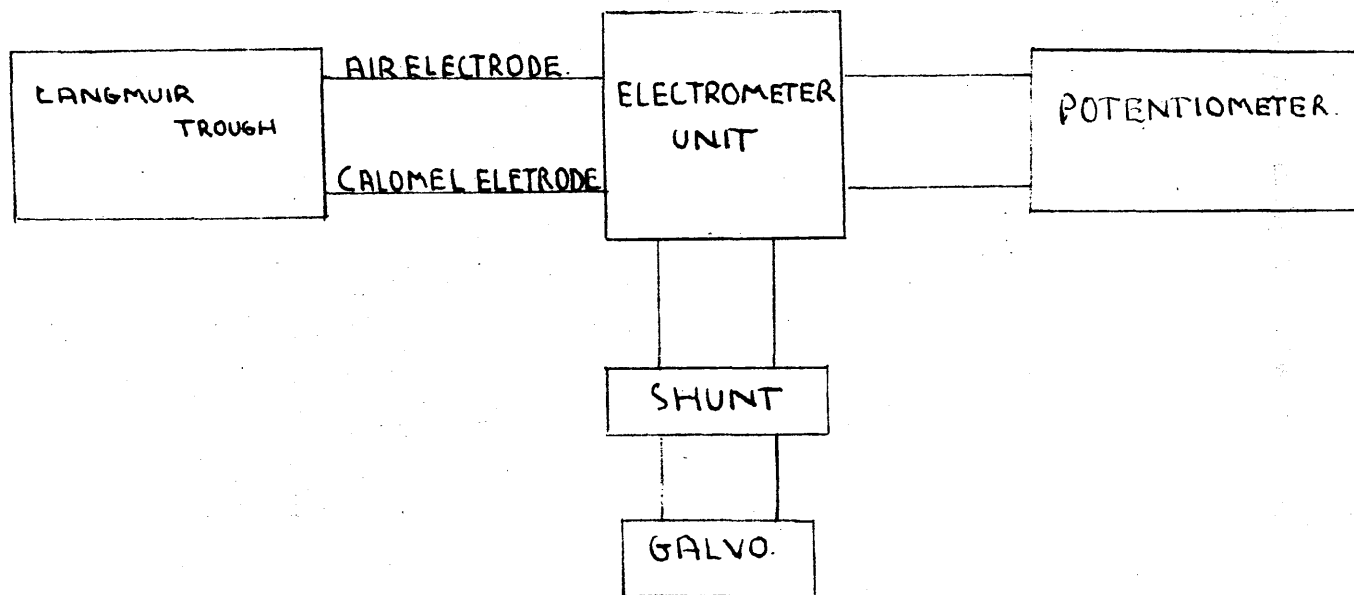 LANGMUIR
TROUGH
AIR ELECTRODE.
CALOMEL ELETRODE
ELECTROMETER
UNIT
POTENTIOMETER.
SHUNT
GALVO.